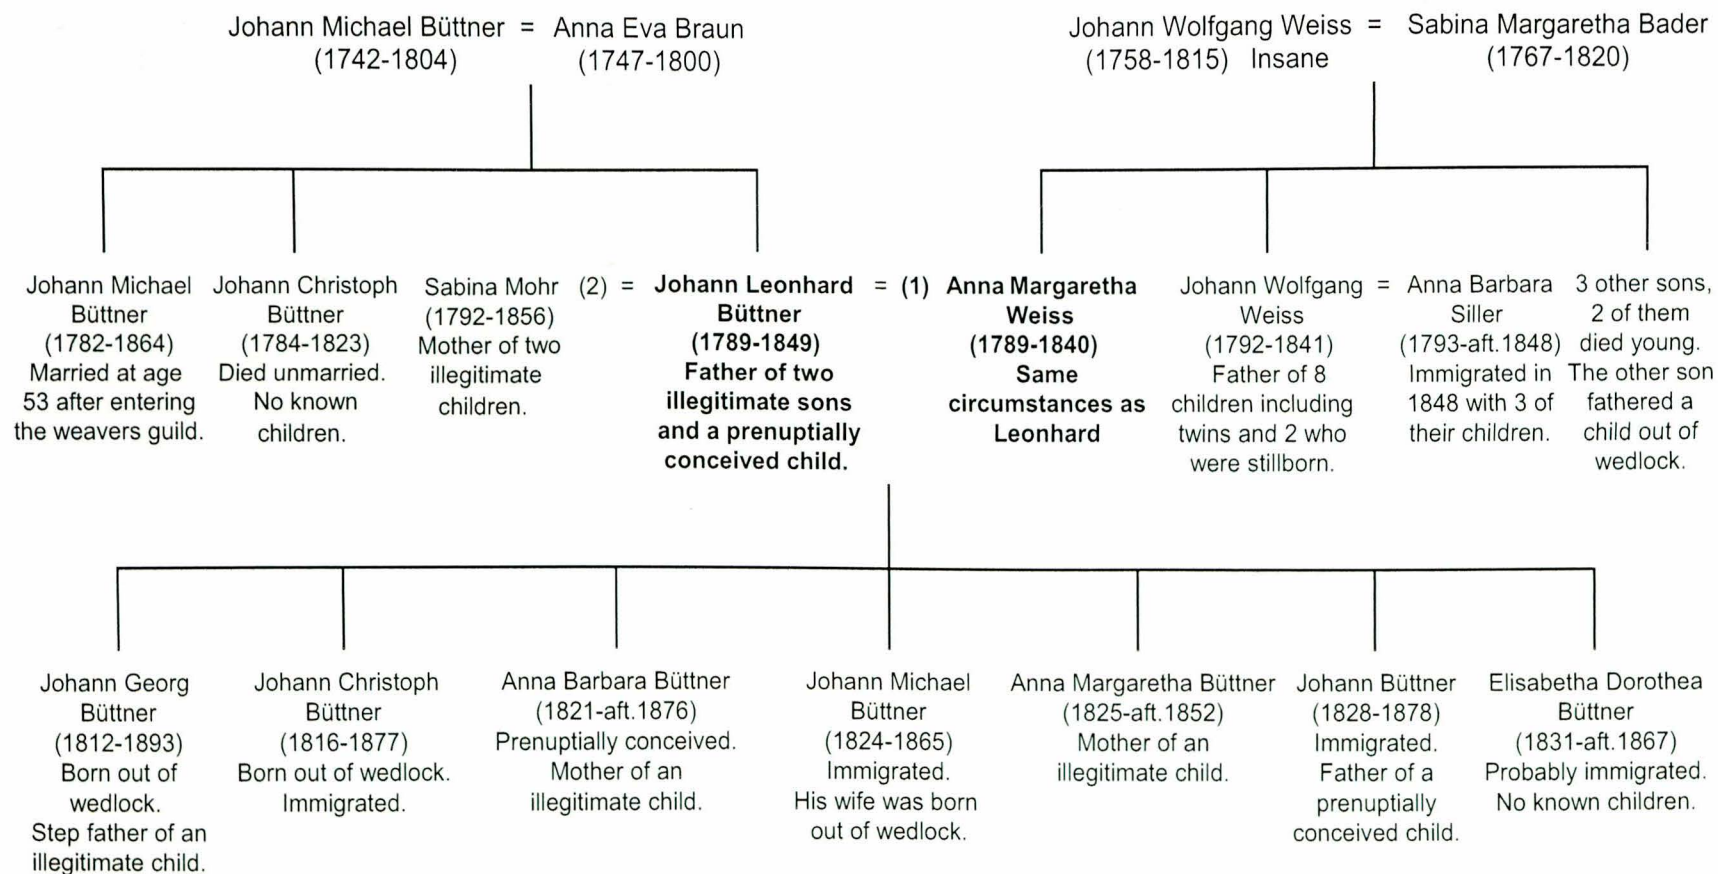 Johann Michael Büttner = Anna Eva Braun
(1742-1804) (1747-1800)
Johann Wolfgang Weiss = Sabina Margaretha Bader
(1758-1815) Insane (1767-1820)
Johann Michael
Büttner
(1782-1864)
Married at age
53 after entering
the weavers guild.
Johann Christoph
Büttner
(1784-1823)
Died unmarried.
No known
children.
Sabina Mohr (2) =
(1792-1856)
Mother of two
illegitimate
children.
Johann Leonhard = (1)
Büttner
(1789-1849)
Father of two
illegitimate sons
and a prenuptially
conceived child.
Anna Margaretha
Weiss
(1789-1840)
Same
circumstances as
Leonhard
Johann Wolfgang =
Weiss
(1792-1841)
Father of 8
children including
twins and 2 who
were stillborn.
Anna Barbara
Siller
(1793-aft.1848)
Immigrated in
1848 with 3 of
their children.
3 other sons,
2 of them
died young.
The other son
fathered a
child out of
wedlock.
Johann Georg
Büttner
(1812-1893)
Born out of
wedlock.
Step father of an
illegitimate child.
Johann Christoph
Büttner
(1816-1877)
Born out of wedlock.
Immigrated.
Anna Barbara Büttner
(1821-aft.1876)
Prenuptially conceived.
Mother of an
illegitimate child.
Johann Michael
Büttner
(1824-1865)
Immigrated.
His wife was born
out of wedlock.
Anna Margaretha Büttner
(1825-aft.1852)
Mother of an
illegitimate child.
Johann Büttner
(1828-1878)
Immigrated.
Father of a
prenuptially
conceived child.
Elisabetha Dorothea
Büttner
(1831-aft.1867)
Probably immigrated.
No known children.